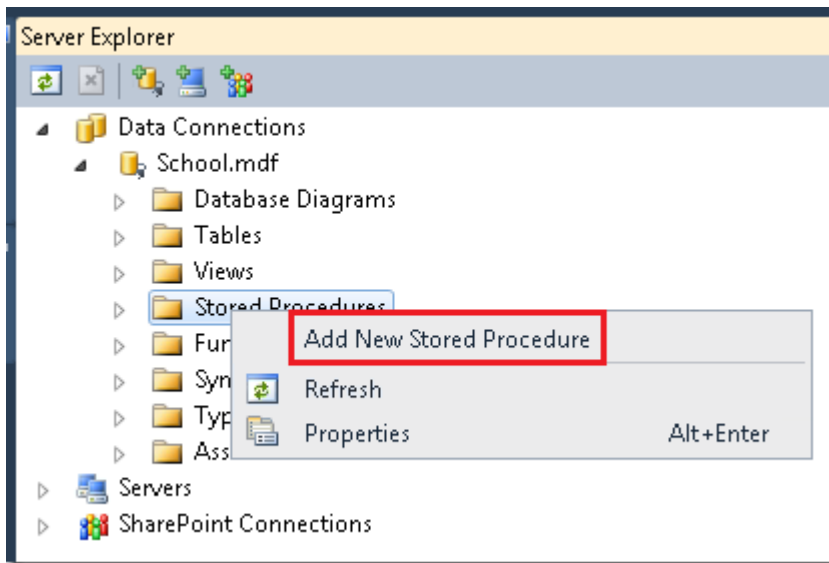 Server Explorer
Data Connections
School.mdf
Database Diagrams
Tables
Views
Stored Procedures
Add New Stored Procedure
Fun
Syn
Refresh
Typ
Properties Alt+Enter
Ass
Servers
SharePoint Connections